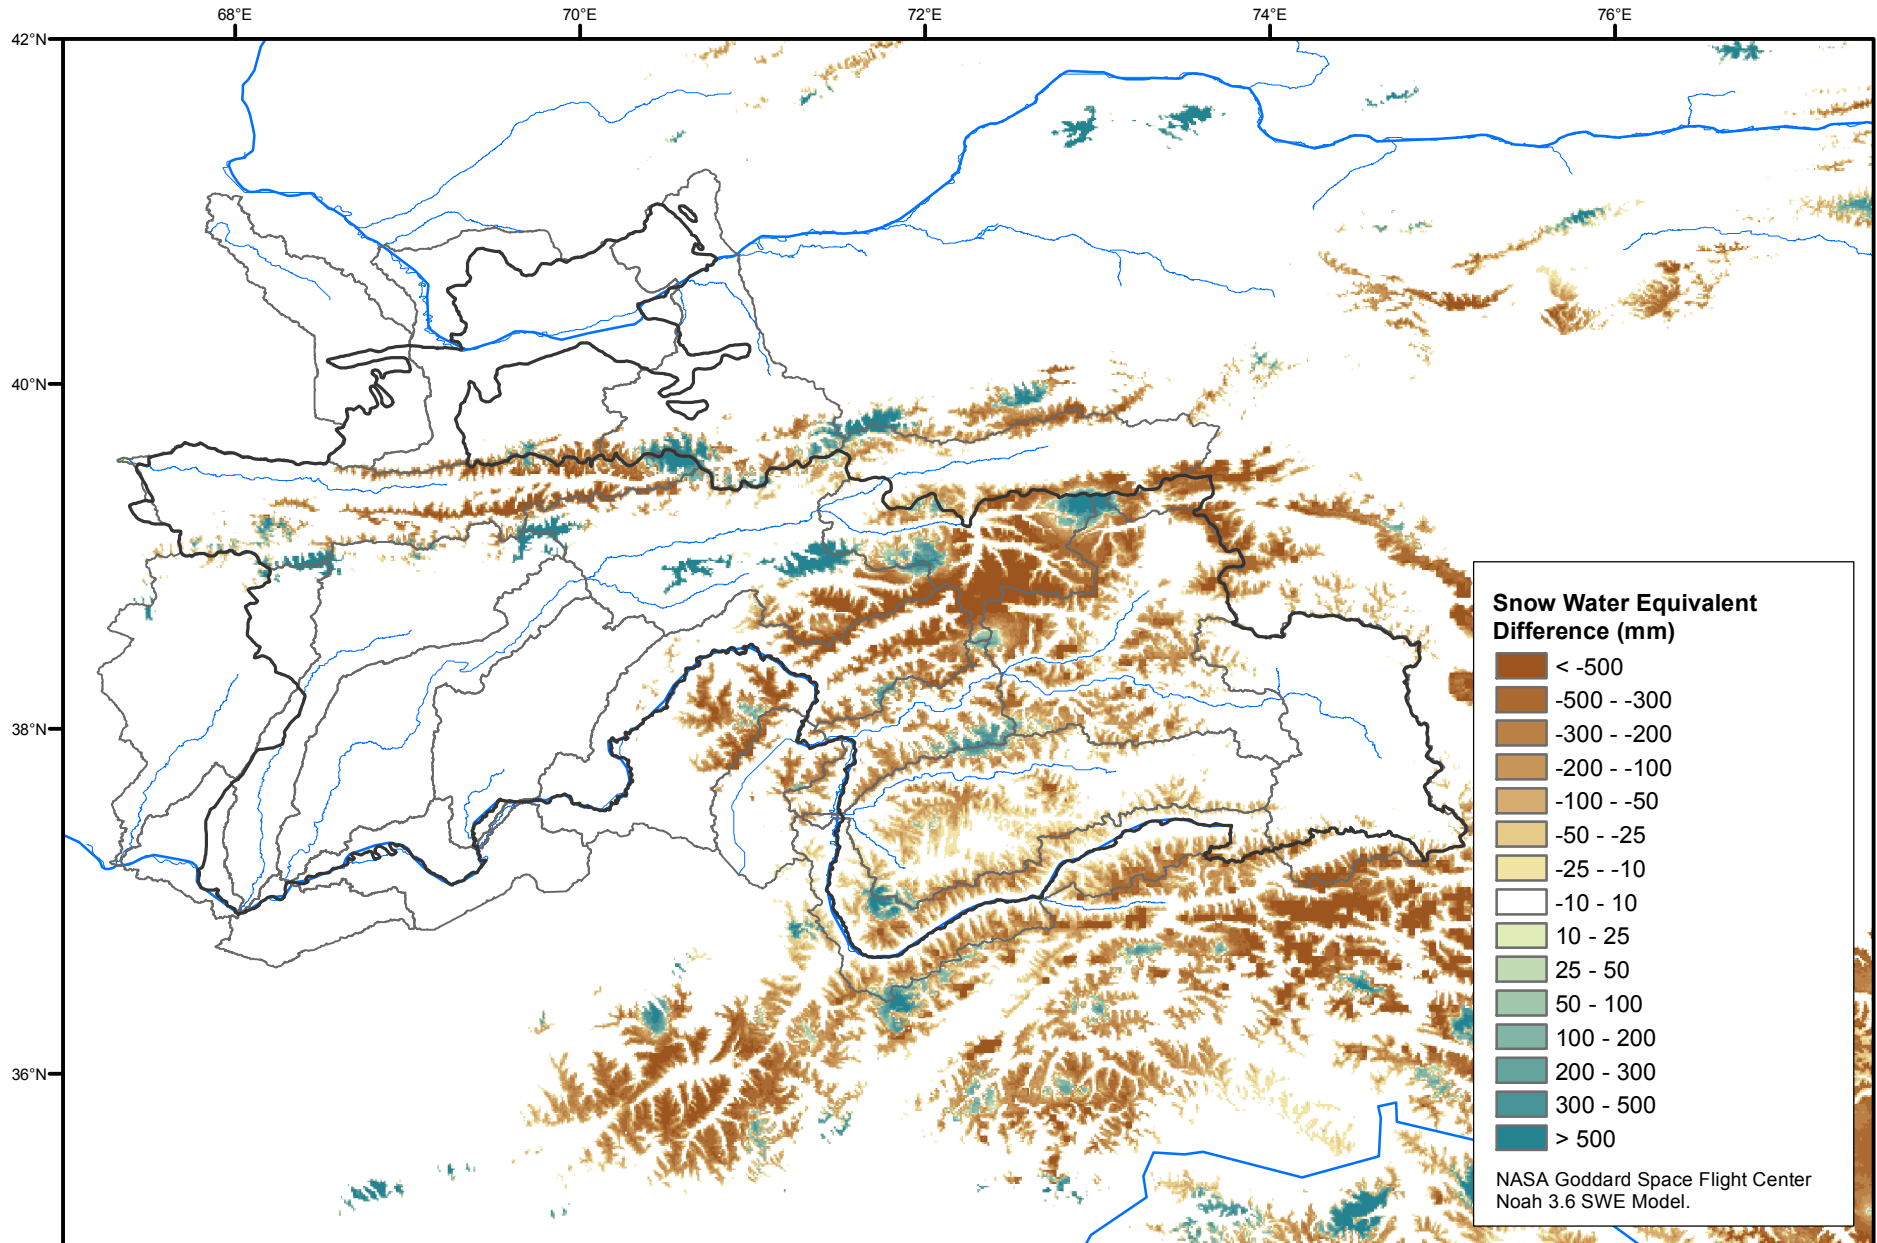 68°E 70°E 72°E 74°E 76°E
42°N
40°N
38°N
36°N
Snow Water Equivalent
Difference (mm)
< -500
-500 - -300
-300 - -200
-200 - -100
-100 - -50
-50 - -25
-25 - -10
-10 - 10
10 - 25
25 - 50
50 - 100
100 - 200
200 - 300
300 - 500
> 500
NASA Goddard Space Flight Center
Noah 3.6 SWE Model.